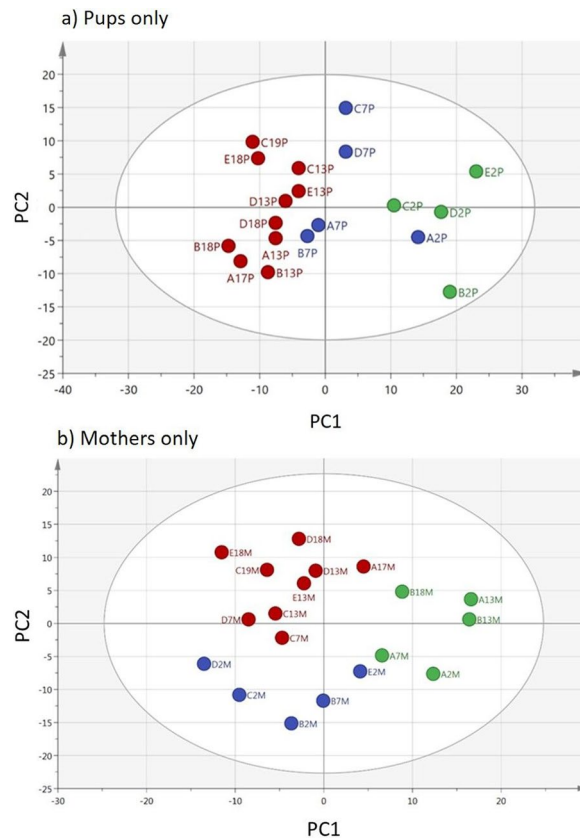 a) Pups only
20
15
10
5
0
-5
-10
-15
-20
-25
-40 -30 -20 -10 0 10 20 30
PC2
PC1
C7P
C19P
D7P
E18P
C13P
E2P
E13P
D13P
C2P
D2P
D18P
A7P
B18P
A13P
B7P
A2P
A17P
B13P
B2P
b) Mothers only
20
15
10
5
0
-5
-10
-15
-20
-25
-30 -20 -10 0 10 20
PC2
PC1
D18M
E18M
C19M
D13M
A17M
E13M
B18M
A13M
D7M
C13M
B13M
C7M
A7M
D2M
E2M
A2M
C2M
B7M
B2M